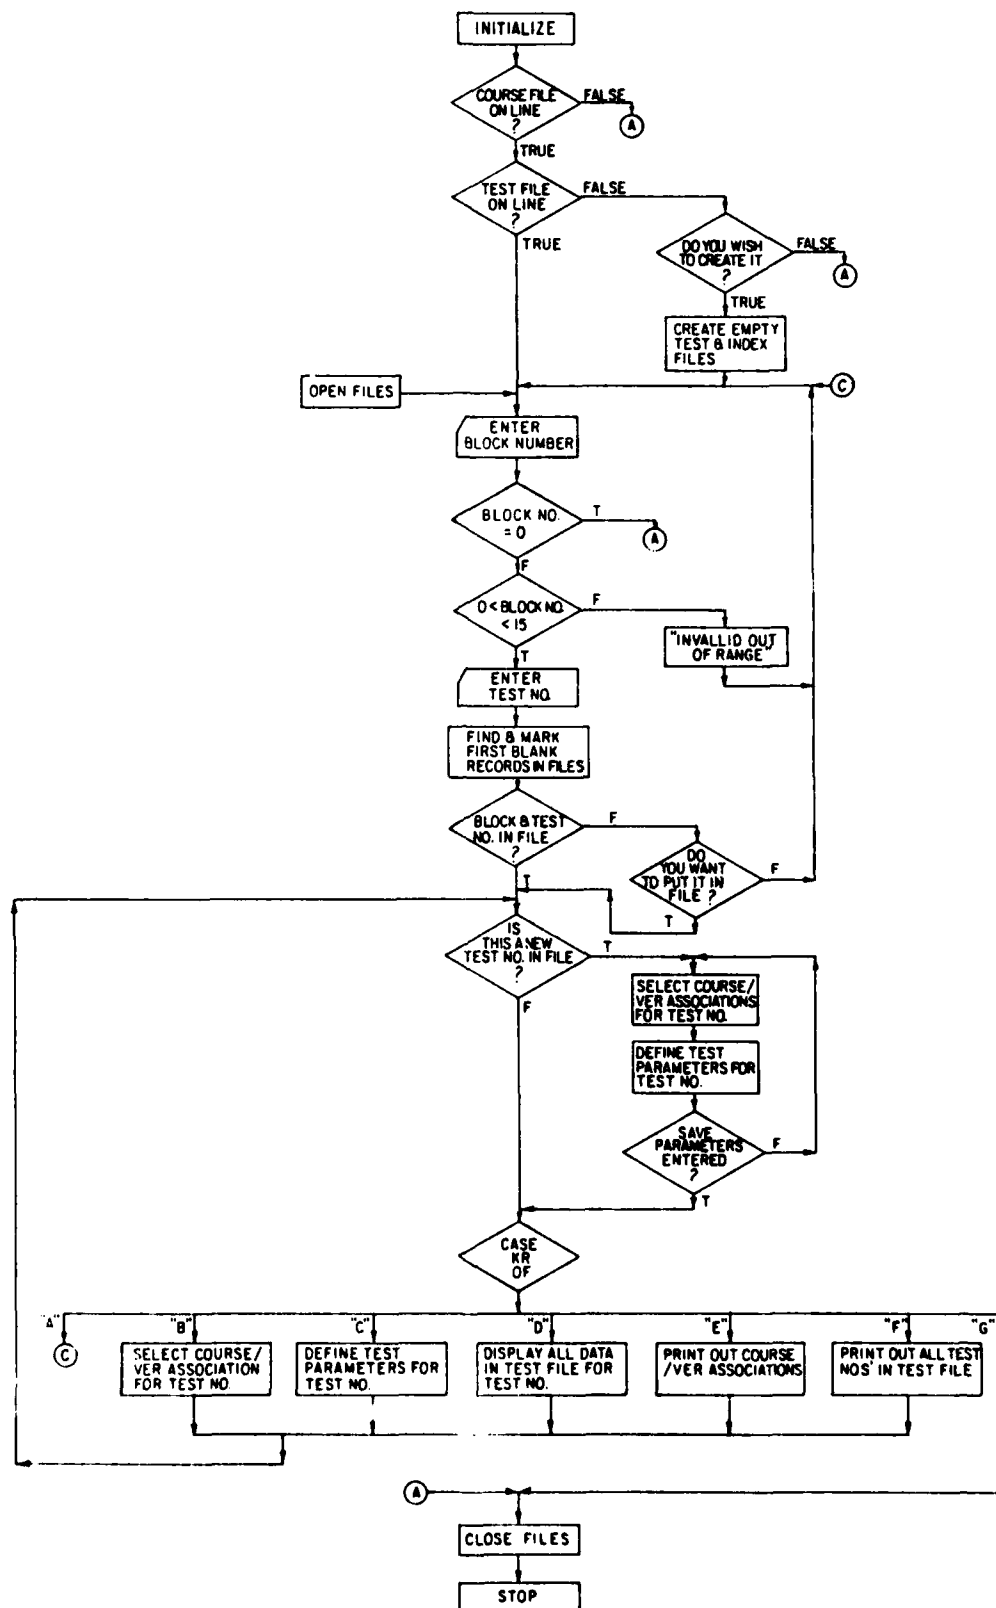 INITIALIZE
COURSE FILE
ON LINE
?
FALSE
A
TRUE
TEST FILE
ON LINE
?
FALSE
TRUE
DO YOU WISH
TO CREATE IT
?
FALSE
A
TRUE
CREATE EMPTY
TEST & INDEX
FILES
C
OPEN FILES
ENTER
BLOCK NUMBER
BLOCK NO.
= 0
T
A
F
0 < BLOCK NO.
< 15
F
"INVALLID OUT
OF RANGE"
T
ENTER
TEST NO.
FIND & MARK
FIRST BLANK
RECORDS IN FILES
BLOCK & TEST
NO. IN FILE
?
F
DO
YOU WANT
TO PUT IT IN
FILE ?
F
T
T
IS
THIS A NEW
TEST NO. IN FILE
?
T
F
SELECT COURSE/
VER ASSOCIATIONS
FOR TEST NO.
DEFINE TEST
PARAMETERS FOR
TEST NO.
SAVE
PARAMETERS
ENTERED
?
F
T
CASE
KR
OF
"A"
"B"
"C"
"D"
"E"
"F"
"G"
C
SELECT COURSE/
VER ASSOCIATION
FOR TEST NO.
DEFINE TEST
PARAMETERS FOR
TEST NO.
DISPLAY ALL DATA
IN TEST FILE FOR
TEST NO.
PRINT OUT COURSE
/VER ASSOCIATIONS
PRINT OUT ALL TEST
NOS' IN TEST FILE
A
CLOSE FILES
STOP